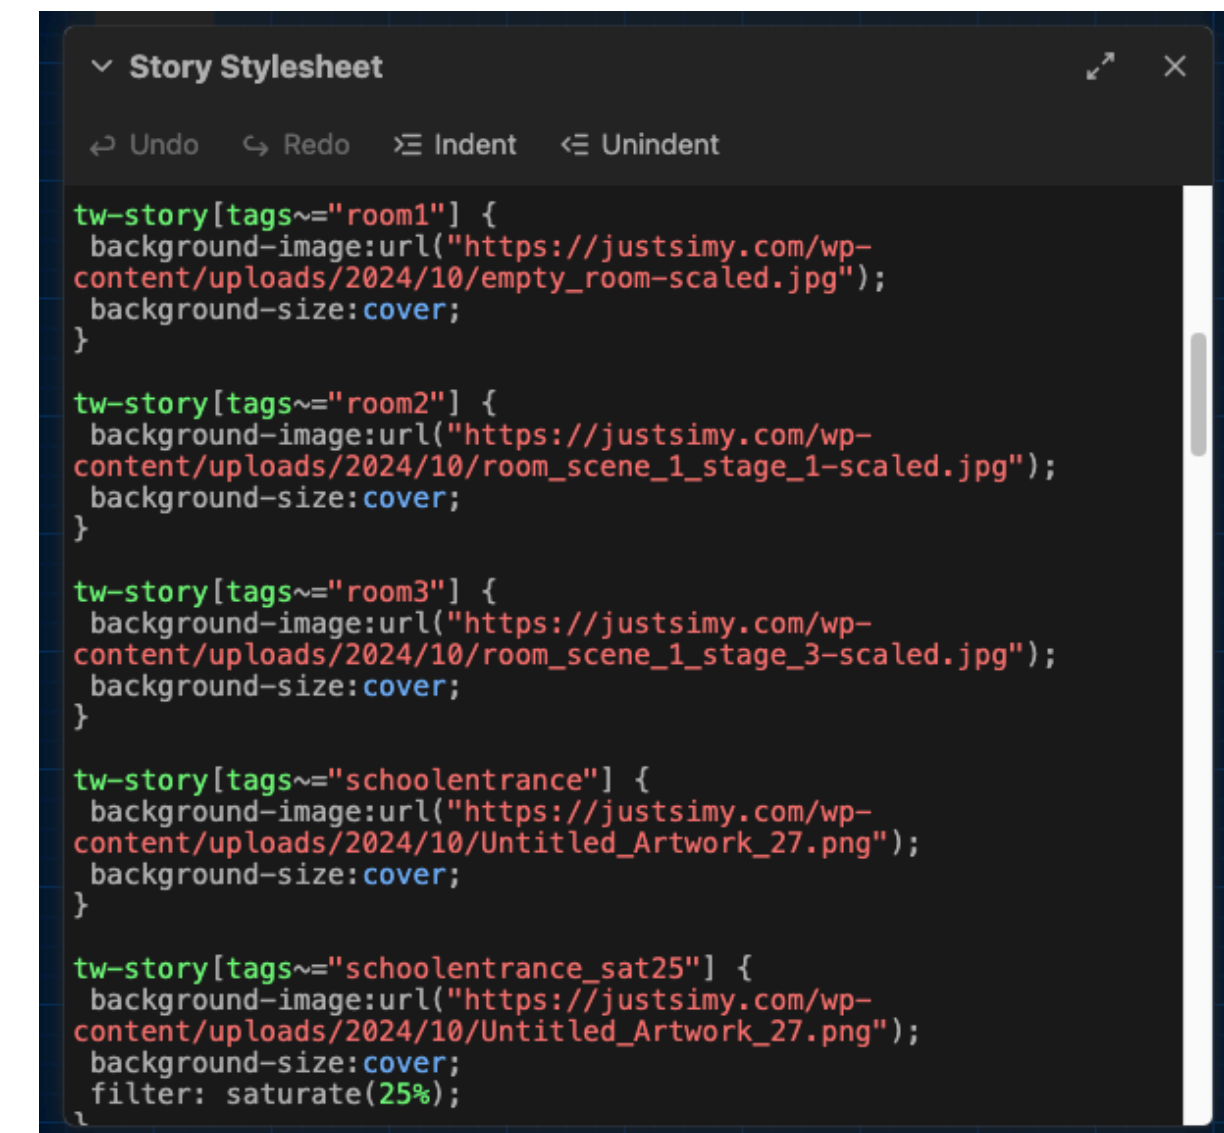 Story Stylesheet
Undo Redo Indent Unindent
tw-story[tags~="room1"] {
 background-image:url("https://justsimy.com/wp-
content/uploads/2024/10/empty_room-scaled.jpg");
 background-size:cover;
}
tw-story[tags~="room2"] {
 background-image:url("https://justsimy.com/wp-
content/uploads/2024/10/room_scene_1_stage_1-scaled.jpg");
 background-size:cover;
}
tw-story[tags~="room3"] {
 background-image:url("https://justsimy.com/wp-
content/uploads/2024/10/room_scene_1_stage_3-scaled.jpg");
 background-size:cover;
}
tw-story[tags~="schoolentrance"] {
 background-image:url("https://justsimy.com/wp-
content/uploads/2024/10/Untitled_Artwork_27.png");
 background-size:cover;
}
tw-story[tags~="schoolentrance_sat25"] {
 background-image:url("https://justsimy.com/wp-
content/uploads/2024/10/Untitled_Artwork_27.png");
 background-size:cover;
 filter: saturate(25%);
}